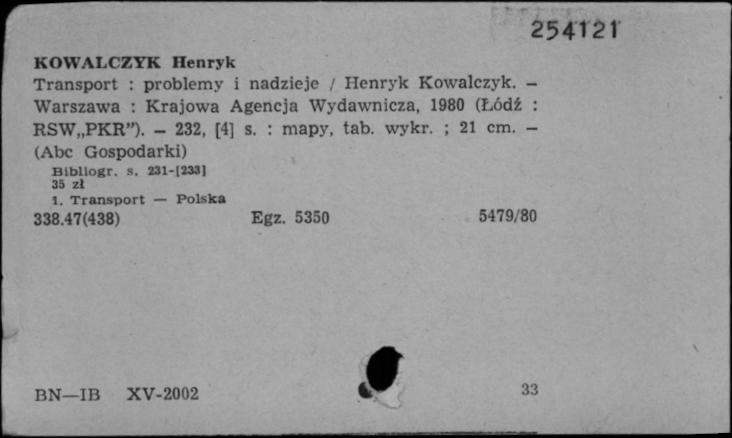 254121
KOWALCZYK Henryk
Transport : problemy i nadzieje / Henryk Kowalczyk. —
Warszawa : Krajowa Agencja Wydawnicza, 1980 (Łódź :
RSW„PKR”). — 232, [4] s. : mapy, tab. wykr. ; 21 cm. —
(Abc Gospodarki)
Bibliogr. s. 231-[233]
35 zł
1. Transport — Polska
338.47(438) Egz. 5350 5479/80
BN—IB XV-2002 33